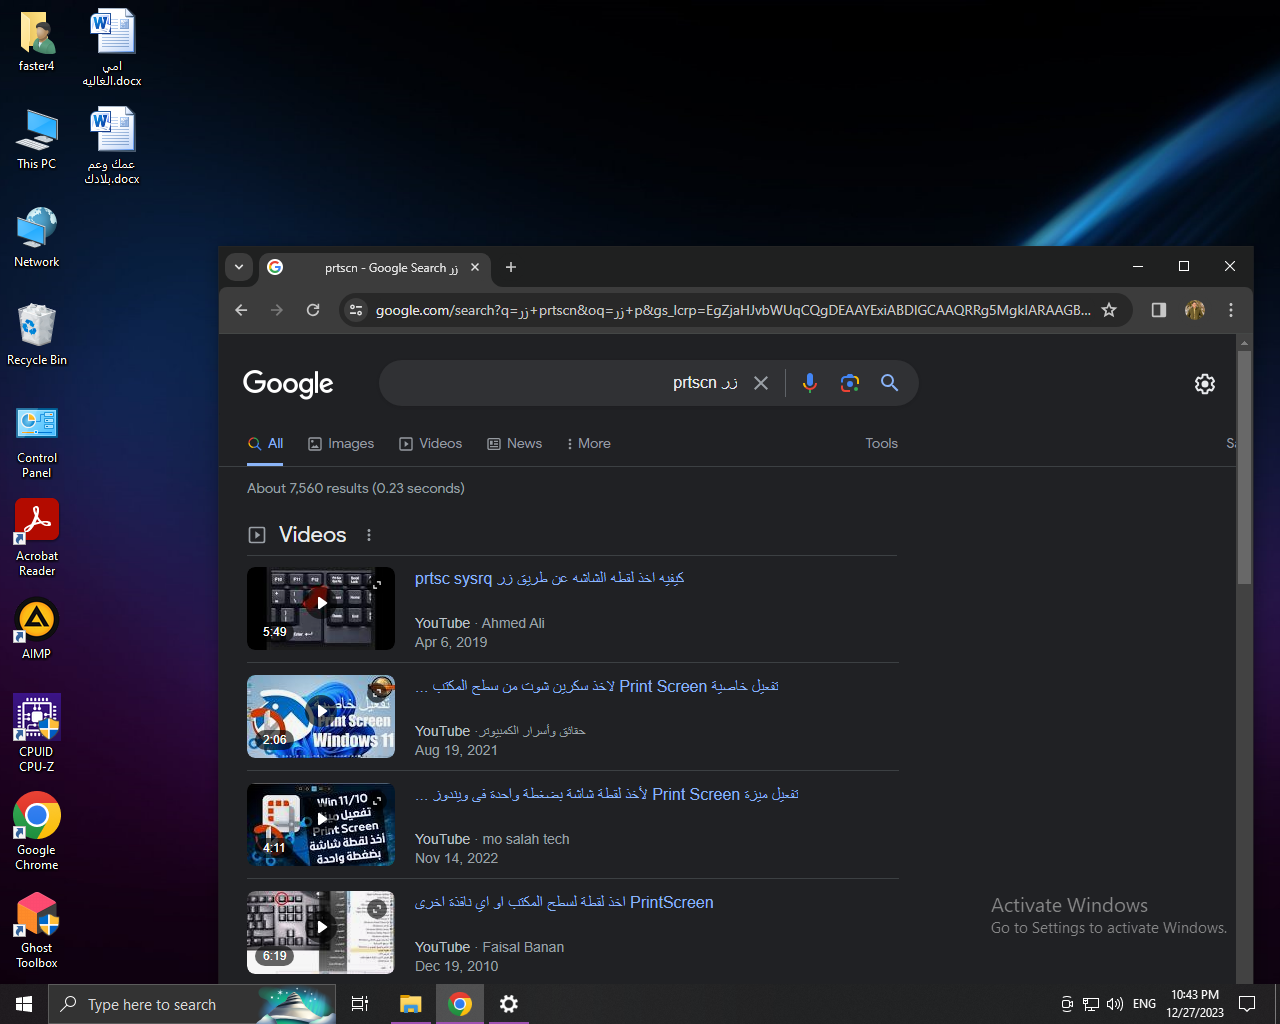 faster4
امي
الغاليه.docx
This PC
عمك وعم
بلادك.docx
Network
Recycle Bin
Control
Panel
Acrobat
Reader
AIMP
CPUID
CPU-Z
Google
Chrome
Ghost
Toolbox
زر prtscn - Google Search
google.com/search?q=زر+prtscn&oq=زر+p&gs_lcrp=EgZjaHJvbWUqCQgDEAAYExiABDIGCAAQRRg5MgkIARAAGB...
Google
زر prtscn
All
Images
Videos
News
More
Tools
About 7,560 results (0.23 seconds)
Videos
كيفيه اخذ لقطه الشاشه عن طريق زر prtsc sysrq
5:49
YouTube · Ahmed Ali
Apr 6, 2019
تفعيل خاصية Print Screen لاخذ سكرين شوت من سطح المكتب ...
تفعيل خاصية
Print Screen
Windows 11
2:06
YouTube · حقائق وأسرار الكمبيوتر
Aug 19, 2021
تفعيل ميزة Print Screen لأخذ لقطة شاشة بضغطة واحدة فى ويندوز ...
Win 11/10
تفعيل ميزة
Print Screen
أخذ لقطة شاشة
بضغطة واحدة
4:11
YouTube · mo salah tech
Nov 14, 2022
PrintScreen اخذ لقطة لسطح المكتب او اي نافذة اخرى
6:19
YouTube · Faisal Banan
Dec 19, 2010
Activate Windows
Go to Settings to activate Windows.
Type here to search
ENG
10:43 PM
12/27/2023